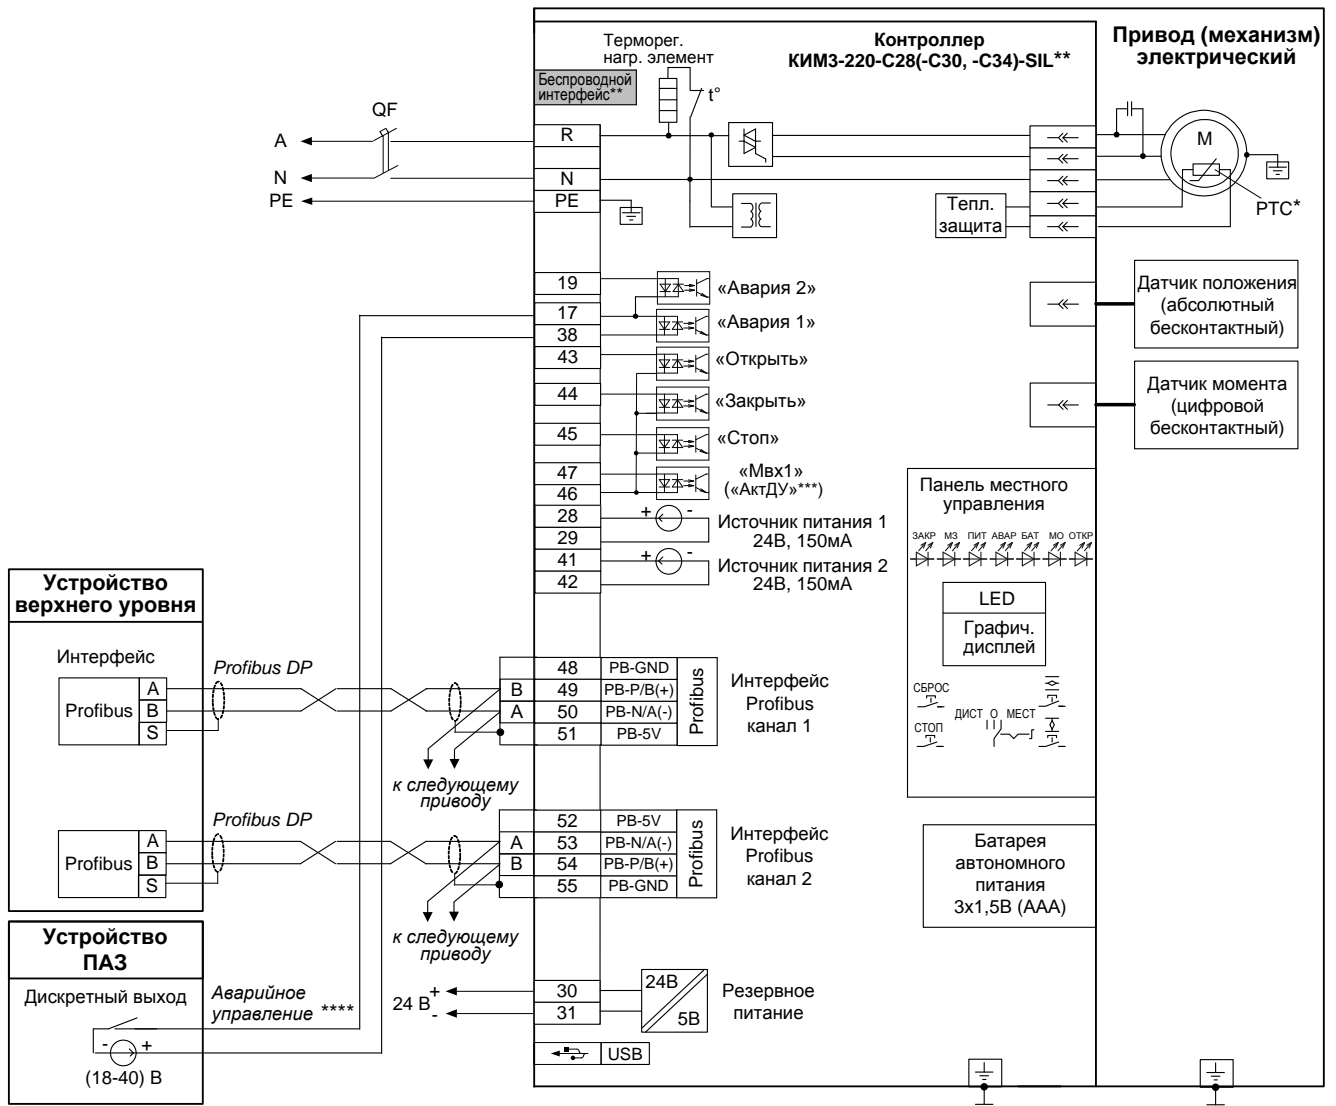 Привод (механизм)
электрический
Контроллер
КИМ3-220-С28(-С30, -С34)-SIL**
Терморег.
нагр. элемент
Беспроводной
интерфейс**
t°
QF
A
N
PE
R
N
PE
M
PTC*
Тепл.
защита
19
«Авария 2»
17
«Авария 1»
38
43
«Открыть»
44
«Закрыть»
45
«Стоп»
47
«Мвх1»
46
(«АктДУ»***)
28
+ -
Источник питания 1
29
24В, 150мА
41
+ -
Источник питания 2
42
24В, 150мА
Датчик положения
(абсолютный
бесконтактный)
Датчик момента
(цифровой
бесконтактный)
Панель местного
управления
ЗАКР МЗ ПИТ АВАР БАТ МО ОТКР
LED
Графич.
дисплей
СБРОС
СТОП
ДИСТ О МЕСТ
Батарея
автономного
питания
3х1,5В (ААА)
Устройство
верхнего уровня
Интерфейс
Profibus
A
B
S
Profibus DP
48 PB-GND
B 49 PB-P/B(+)
A 50 PB-N/A(-)
51 PB-5V
Profibus
Интерфейс
Profibus
канал 1
к следующему
приводу
Profibus
A
B
S
Profibus DP
52 PB-5V
A 53 PB-N/A(-)
B 54 PB-P/B(+)
55 PB-GND
Profibus
Интерфейс
Profibus
канал 2
к следующему
приводу
Устройство
ПАЗ
Дискретный выход
- +
(18-40) В
Аварийное
управление ****
24 В
+
-
30
31
24В
5В
Резервное
питание
USB